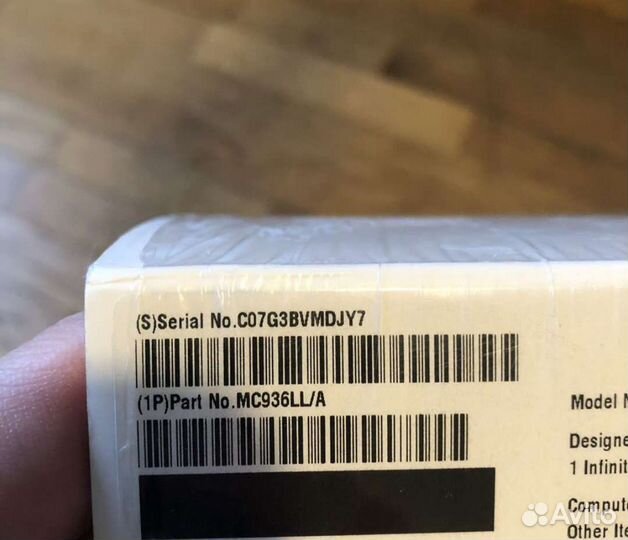 (S)Serial No.C07G3BVMDJY7
(1P)Part No.MC936LL/A
Model N
Designe
1 Infinit
Compute
Other Ite
Avito